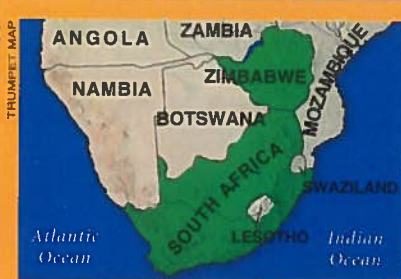 TRUMPET MAP
ANGOLA
ZAMBIA
NAMBIA
ZIMBABWE
MOZAMBIQUE
BOTSWANA
SOUTH AFRICA
SWAZILAND
LESOTHO
Atlantic
Ocean
Indian
Ocean